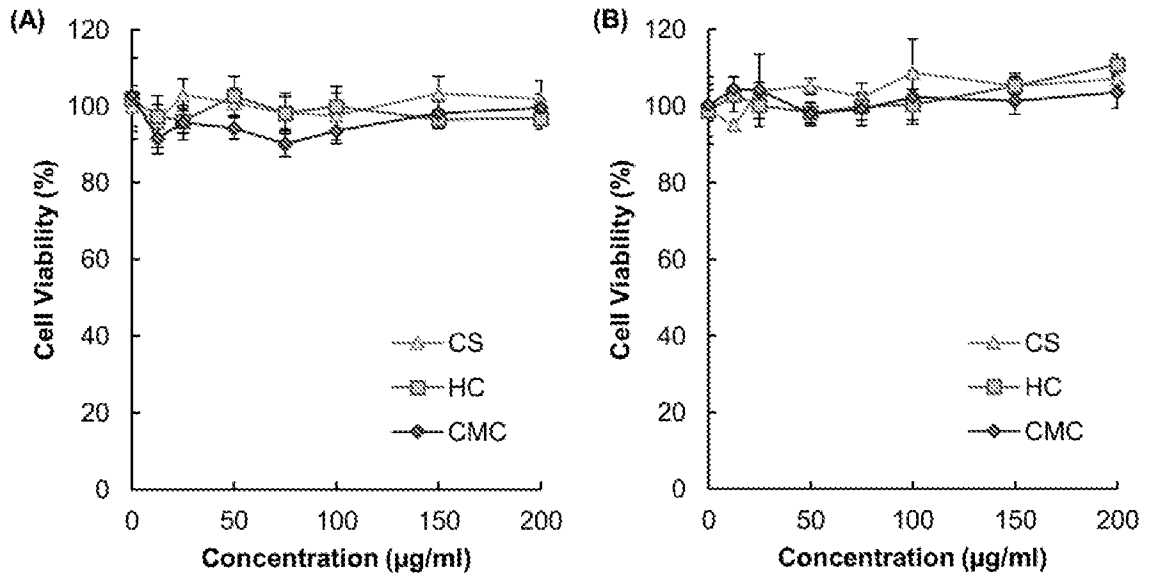 (A)
120
100
80
60
40
20
0
Cell Viability (%)
CS
HC
CMC
0 50 100 150 200
Concentration (µg/ml)
(B)
120
100
80
60
40
20
0
Cell Viability (%)
CS
HC
CMC
0 50 100 150 200
Concentration (µg/ml)